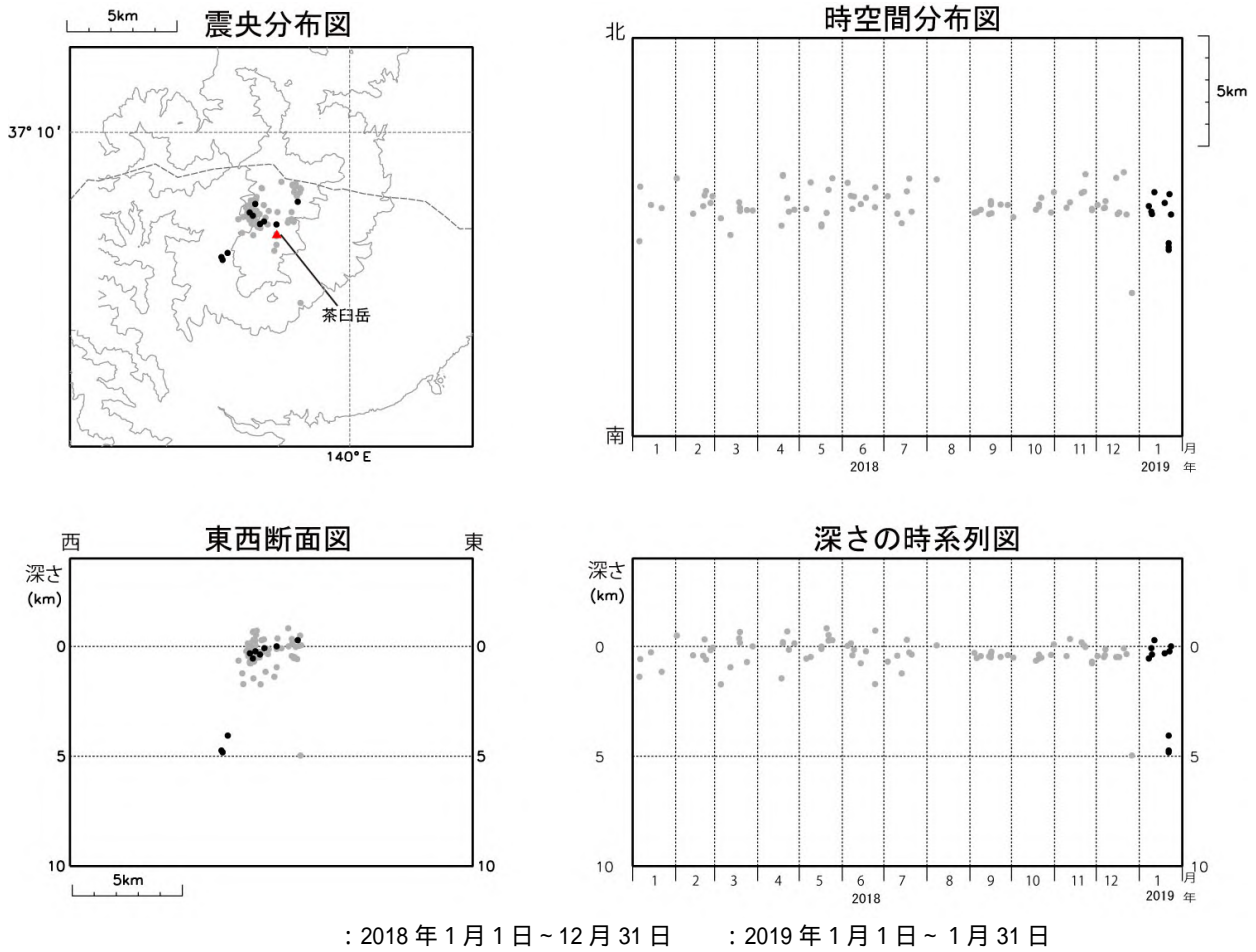 5km
震央分布図
37° 10'
茶臼岳
140° E
時空間分布図
北
5km
南
1 2 3 4 5 6 7 8 9 10 11 12 1 月
2018 2019 年
東西断面図
西 東
深さ
(km)
0 0
5 5
10 10
5km
深さの時系列図
深さ
(km)
0 0
5 5
10 10
1 2 3 4 5 6 7 8 9 10 11 12 1 月
2018 2019 年
：2018 年 1 月 1 日 ~ 12 月 31 日 ：2019 年 1 月 1 日 ~ 1 月 31 日